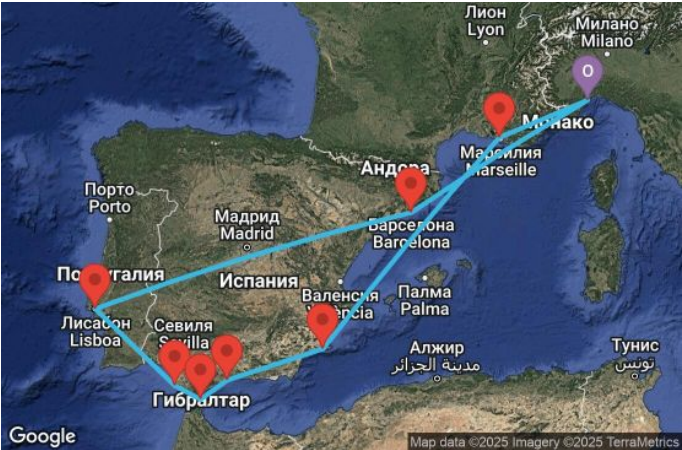 Лион
Lyon
Милано
Milano
O
Монако
Марсилия
Marseille
Андора
Порто
Porto
Барселона
Barcelona
Мадрид
Madrid
Португалия
Испания
Валенсия
Valencia
Палма
Palma
Лисабон
Lisboa
Севиля
Sevilla
Алжир
مدينة الجزائر
Тунис
تونس
Гибралтар
Google
Map data ©2025 Imagery ©2025 TerraMetrics